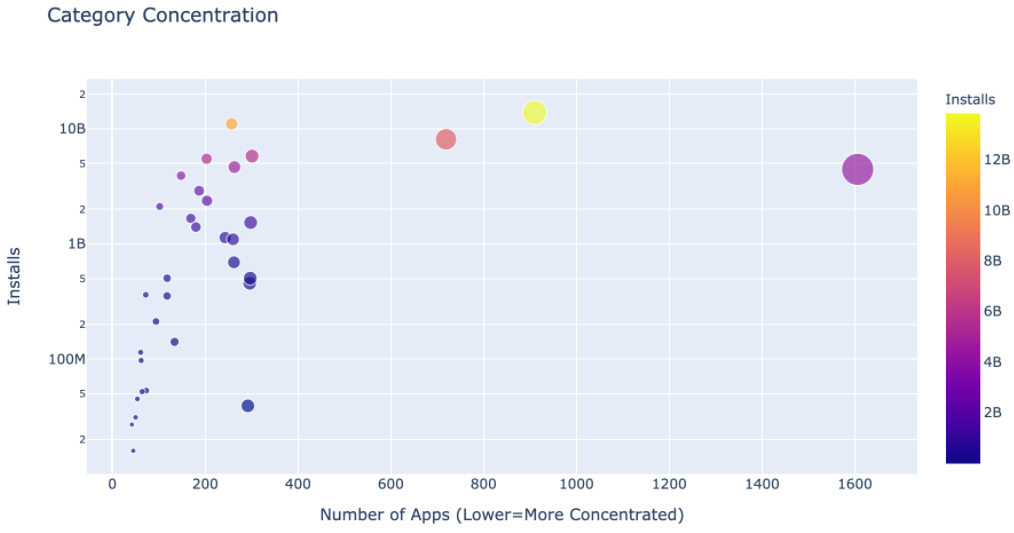 Category Concentration
Installs
2
10B
5
2
1B
5
2
100M
5
2
0 200 400 600 800 1000 1200 1400 1600
Number of Apps (Lower=More Concentrated)
Installs
12B
10B
8B
6B
4B
2B